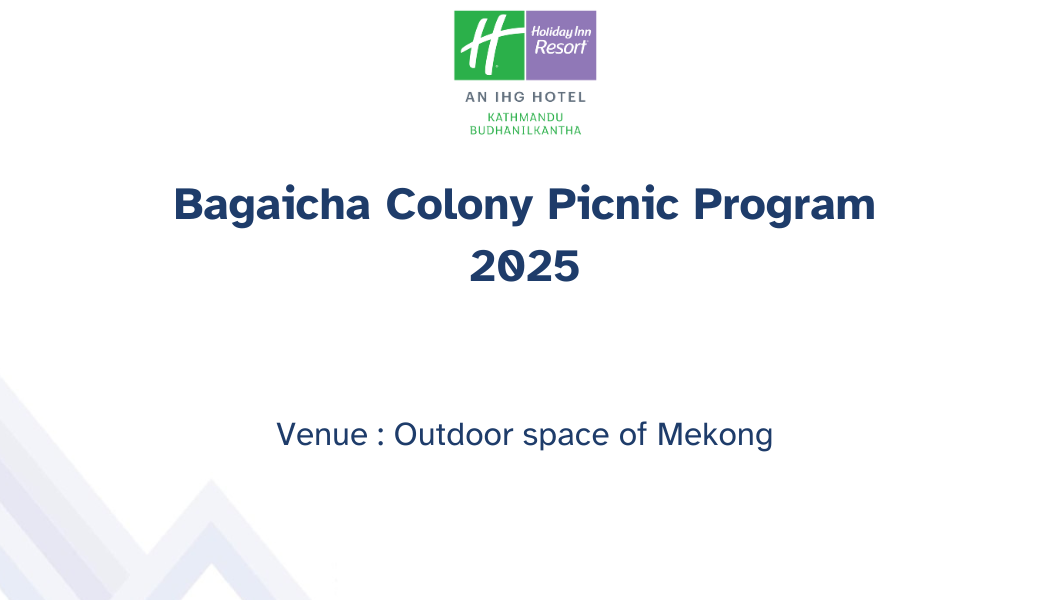 Holiday Inn
Resort
AN IHG HOTEL
KATHMANDU
BUDHANILKANTHA
Bagaicha Colony Picnic Program
2025
Venue : Outdoor space of Mekong